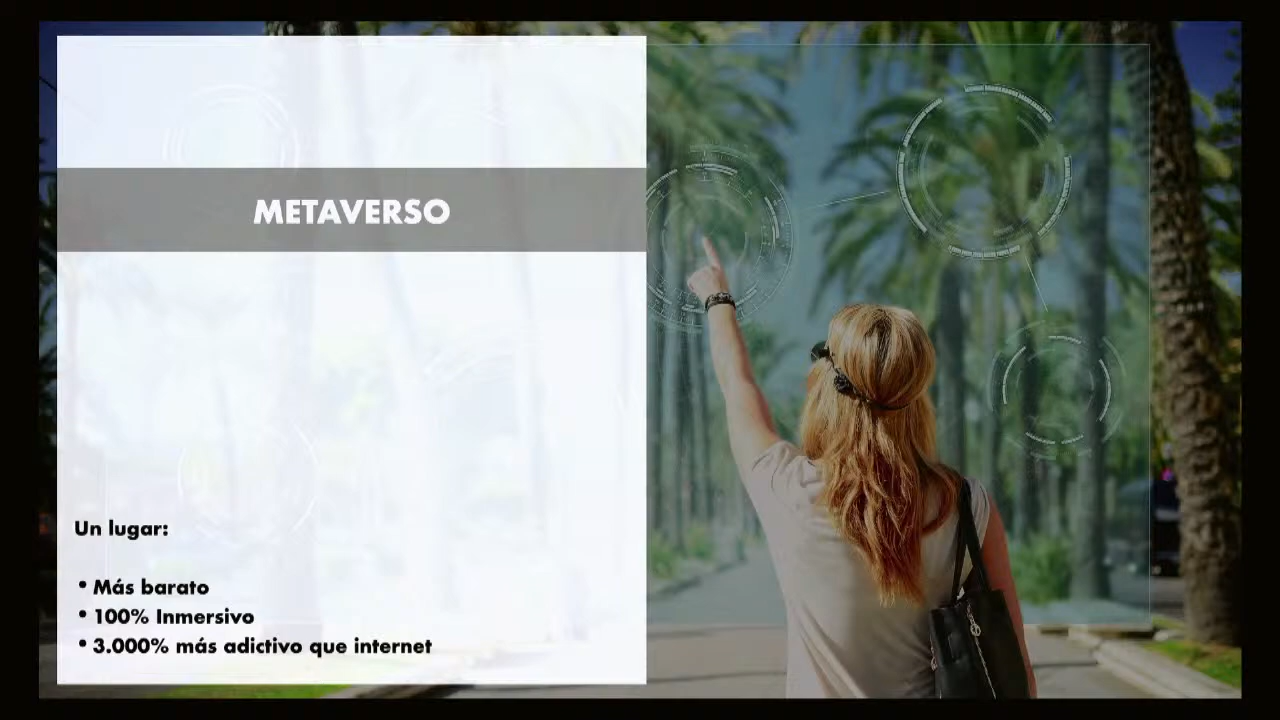 METAVERSO
Un lugar:
• Más barato
• 100% Inmersivo
• 3.000% más adictivo que internet